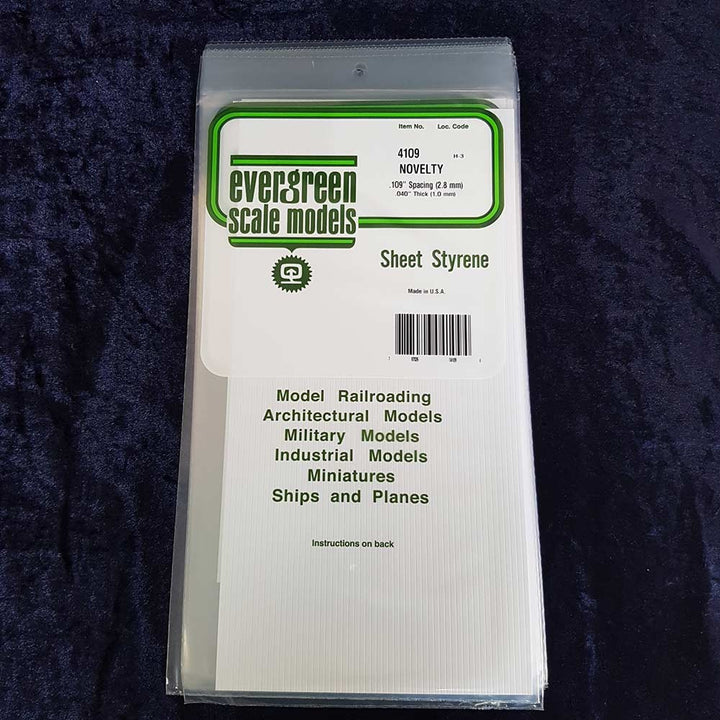 Item No. Loc. Code
4109 H-3
NOVELTY
.109" Spacing (2.8 mm)
.040" Thick (1.0 mm)
evergreen
scale models
Sheet Styrene
Made in U.S.A.
Model Railroading
Architectural Models
Military Models
Industrial Models
Miniatures
Ships and Planes
Instructions on back